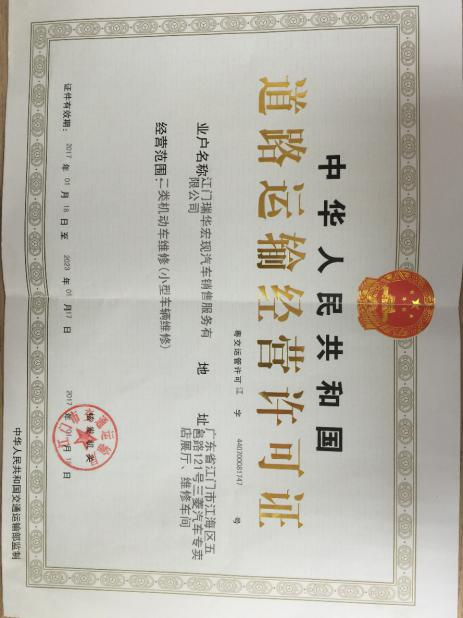 中华人民共和国
道路运输经营许可证
粤交运管许可 江 字 440700081747 号
业户名称:江门瑞华宏现汽车销售服务有
限公司
地 址:广东省江门市江海区五
邑路121号三菱汽车专卖
店展厅、维修车间
经营范围:二类机动车维修(小型车辆维修)
证件有效期: 2017 年 01 月 18 日 至 2023 年 01 月 17 日
核发机关
2017 年
中华人民共和国交通运输部监制